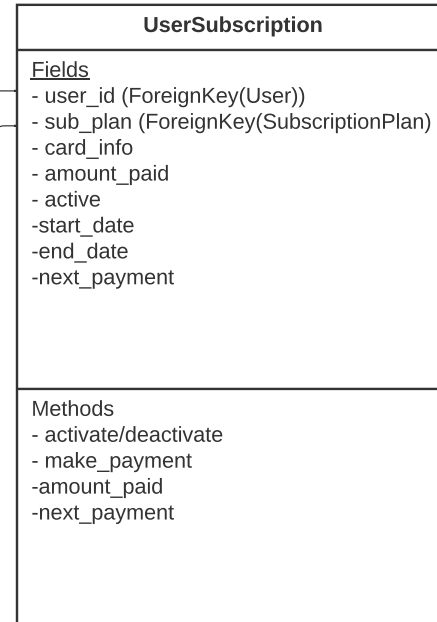 UserSubscription
Fields
- user_id (ForeignKey(User))
- sub_plan (ForeignKey(SubscriptionPlan)
- card_info
- amount_paid
- active
-start_date
-end_date
-next_payment
Methods
- activate/deactivate
- make_payment
-amount_paid
-next_payment